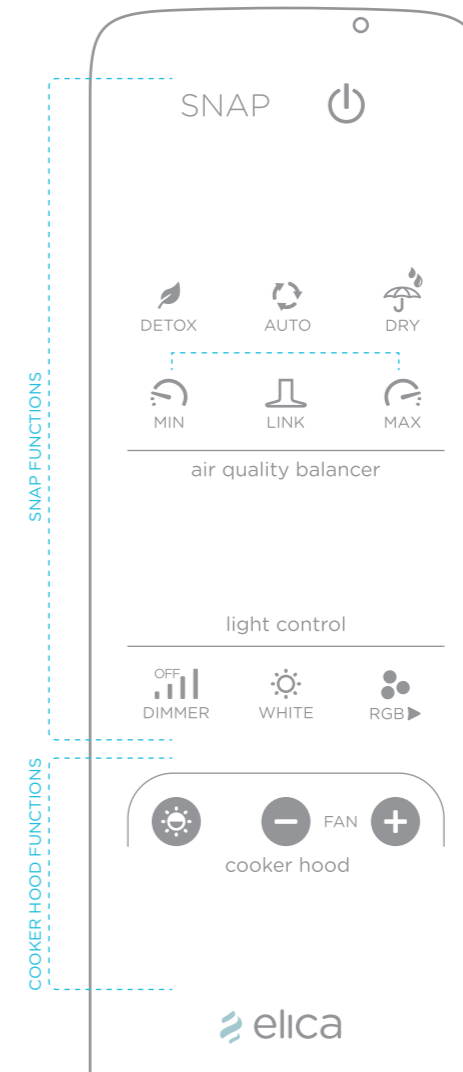 SNAP
DETOX AUTO DRY
MIN LINK MAX
air quality balancer
SNAP FUNCTIONS
light control
OFF
DIMMER WHITE RGB
FAN
cooker hood
COOKER HOOD FUNCTIONS
elica